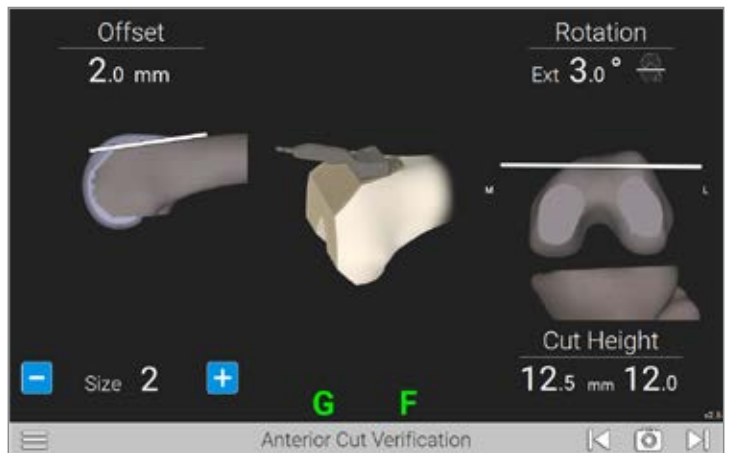 Offset
2.0 mm
Rotation
Ext 3.0°
M
L
Size 2
Cut Height
12.5 mm 12.0
G F
Anterior Cut Verification